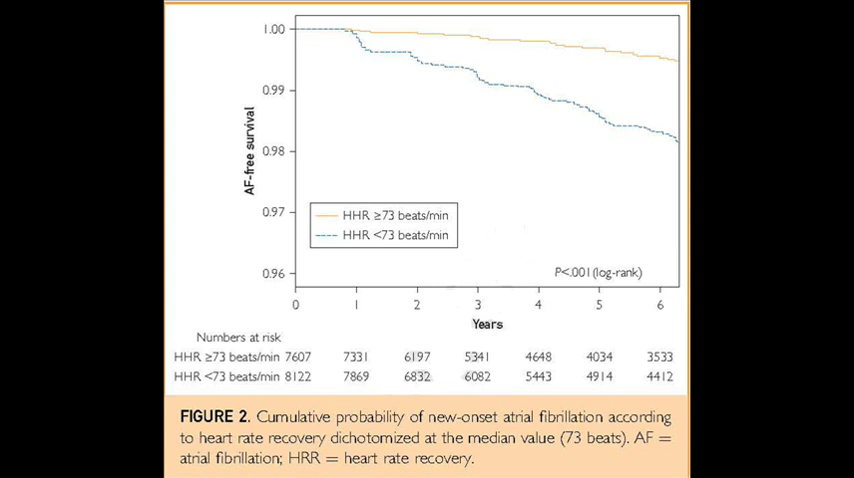 1.00
0.99
0.98
0.97
0.96
AF-free survival
HHR ≥73 beats/min
HHR <73 beats/min
P<.001 (log-rank)
0 1 2 3 4 5 6
Years
Numbers at risk
HHR ≥73 beats/min 7607 7331 6197 5341 4648 4034 3533
HHR <73 beats/min 8122 7869 6832 6082 5443 4914 4412
FIGURE 2. Cumulative probability of new-onset atrial fibrillation according
to heart rate recovery dichotomized at the median value (73 beats). AF =
atrial fibrillation; HRR = heart rate recovery.